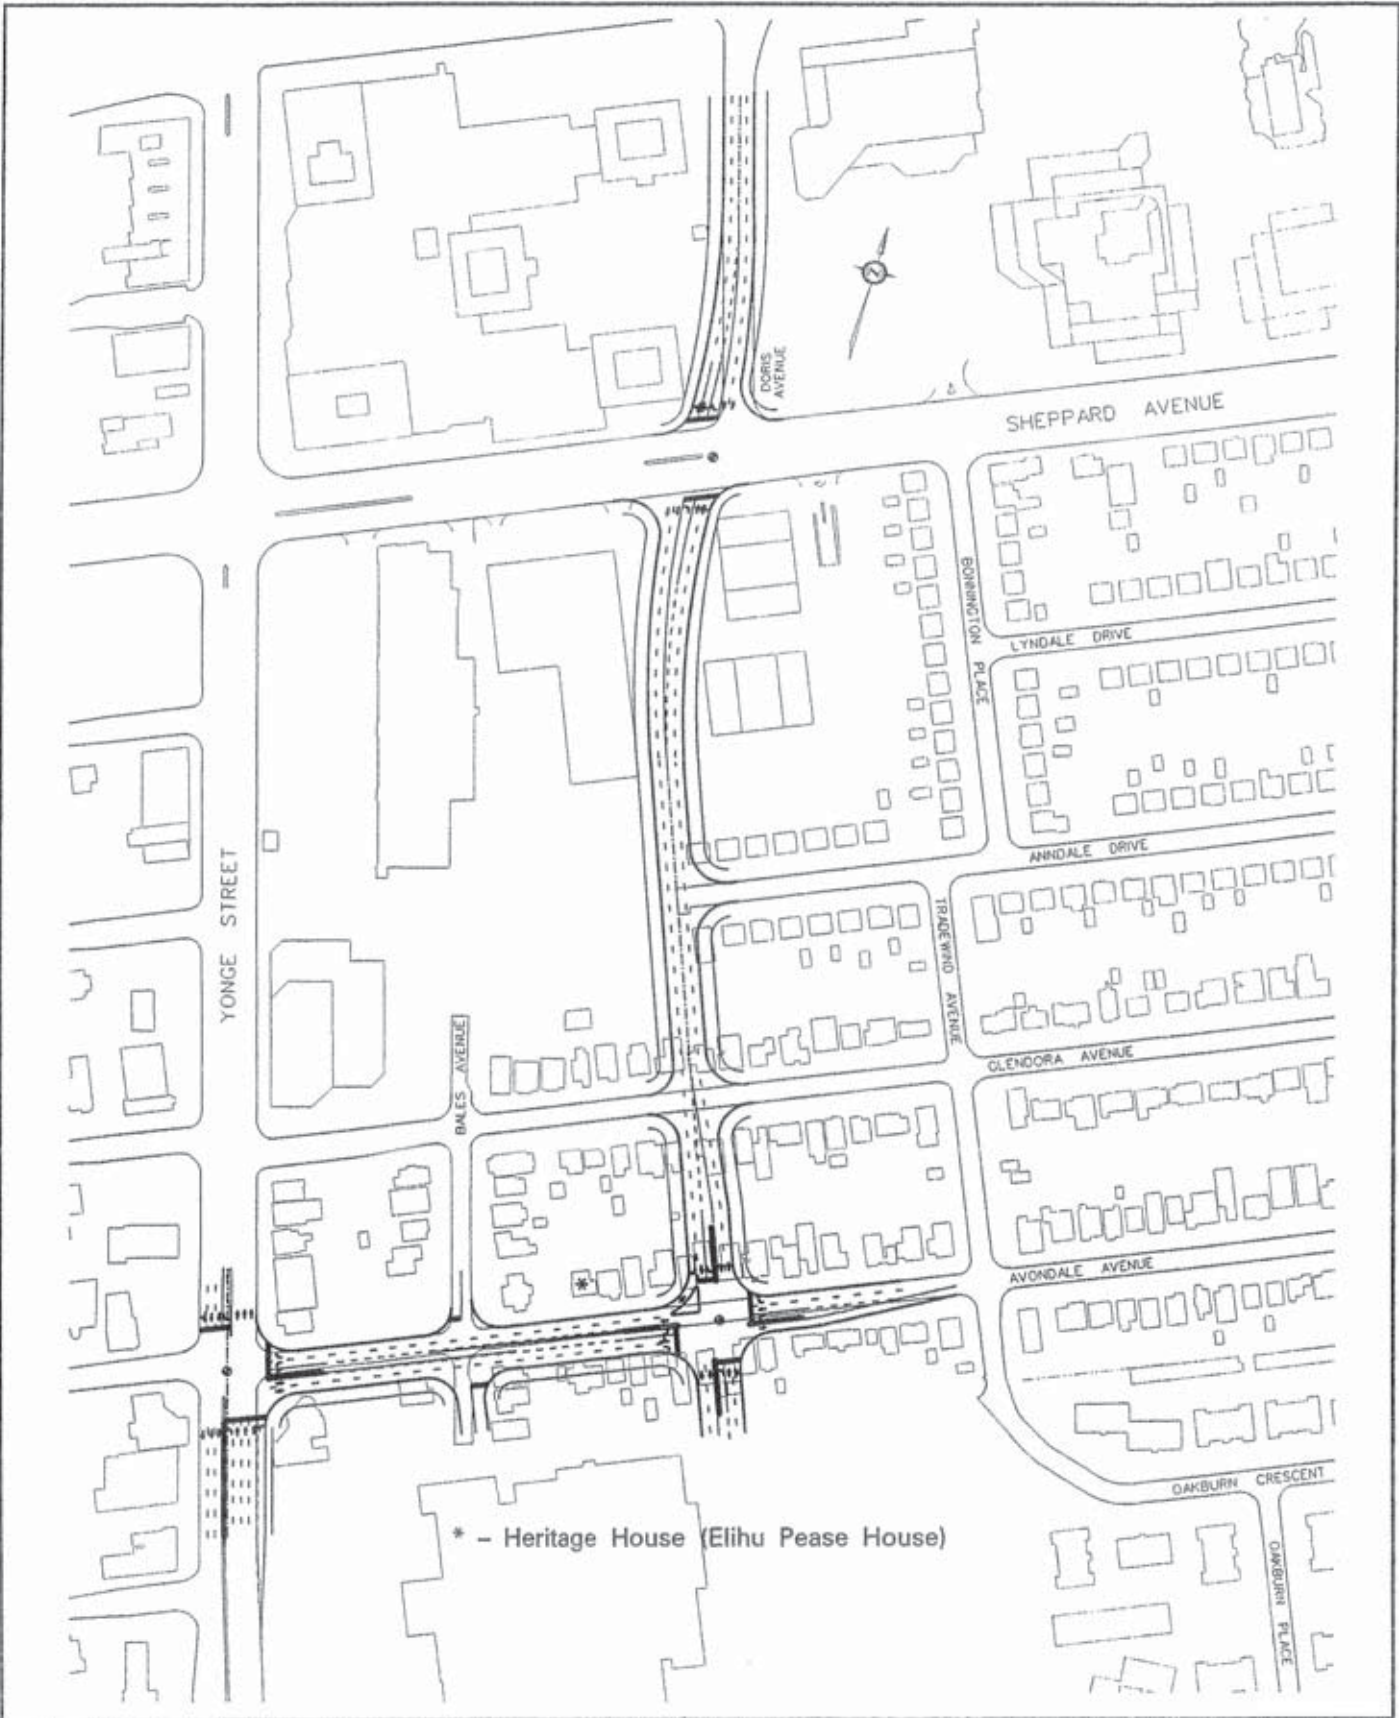 DORIS
AVENUE
Z
SHEPPARD AVENUE
BONNINGTON PLACE
LYNDALE DRIVE
ANNDALE DRIVE
YONGE STREET
TRADEWIND AVENUE
BALES AVENUE
GLENDORA AVENUE
AVONDALE AVENUE
OAKBURN CRESCENT
* – Heritage House (Elihu Pease House)
OAKBURN PLACE